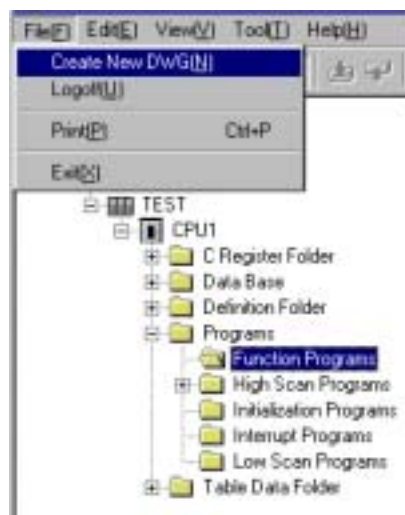 File(F) Edit(E) View(V) Tool(T) Help(H)
Create New DWG(N)
Logoff(U)
Print(P) Ctrl+P
Exit(X)
TEST
CPU1
C Register Folder
Data Base
Definition Folder
Programs
Function Programs
High Scan Programs
Initialization Programs
Interrupt Programs
Low Scan Programs
Table Data Folder